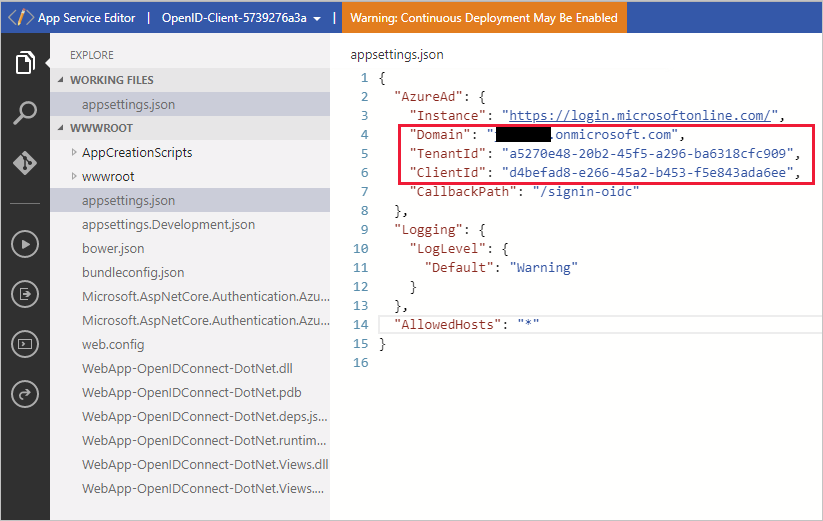 App Service Editor | OpenID-Client-5739276a3a | Warning: Continuous Deployment May Be Enabled
EXPLORE
WORKING FILES
appsettings.json
WWWROOT
AppCreationScripts
wwwroot
appsettings.json
appsettings.Development.json
bower.json
bundleconfig.json
Microsoft.AspNetCore.Authentication.Azu...
Microsoft.AspNetCore.Authentication.Azu...
web.config
WebApp-OpenIDConnect-DotNet.dll
WebApp-OpenIDConnect-DotNet.pdb
WebApp-OpenIDConnect-DotNet.deps.js...
WebApp-OpenIDConnect-DotNet.runtim...
WebApp-OpenIDConnect-DotNet.Views.dll
WebApp-OpenIDConnect-DotNet.Views....
appsettings.json
1 {
2 "AzureAd": {
3 "Instance": "https://login.microsoftonline.com/",
4 "Domain": ".onmicrosoft.com",
5 "TenantId": "a5270e48-20b2-45f5-a296-ba6318cfc909",
6 "ClientId": "d4befad8-e266-45a2-b453-f5e843ada6ee",
7 "CallbackPath": "/signin-oidc"
8 },
9 "Logging": {
10 "LogLevel": {
11 "Default": "Warning"
12 }
13 },
14 "AllowedHosts": "*"
15 }
16